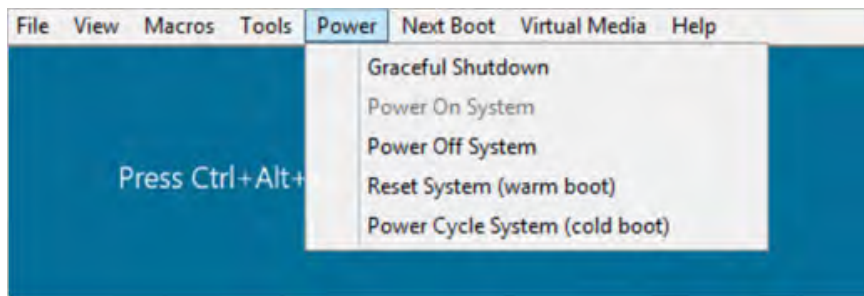 File View Macros Tools Power Next Boot Virtual Media Help
Graceful Shutdown
Power On System
Power Off System
Press Ctrl+Alt+
Reset System (warm boot)
Power Cycle System (cold boot)